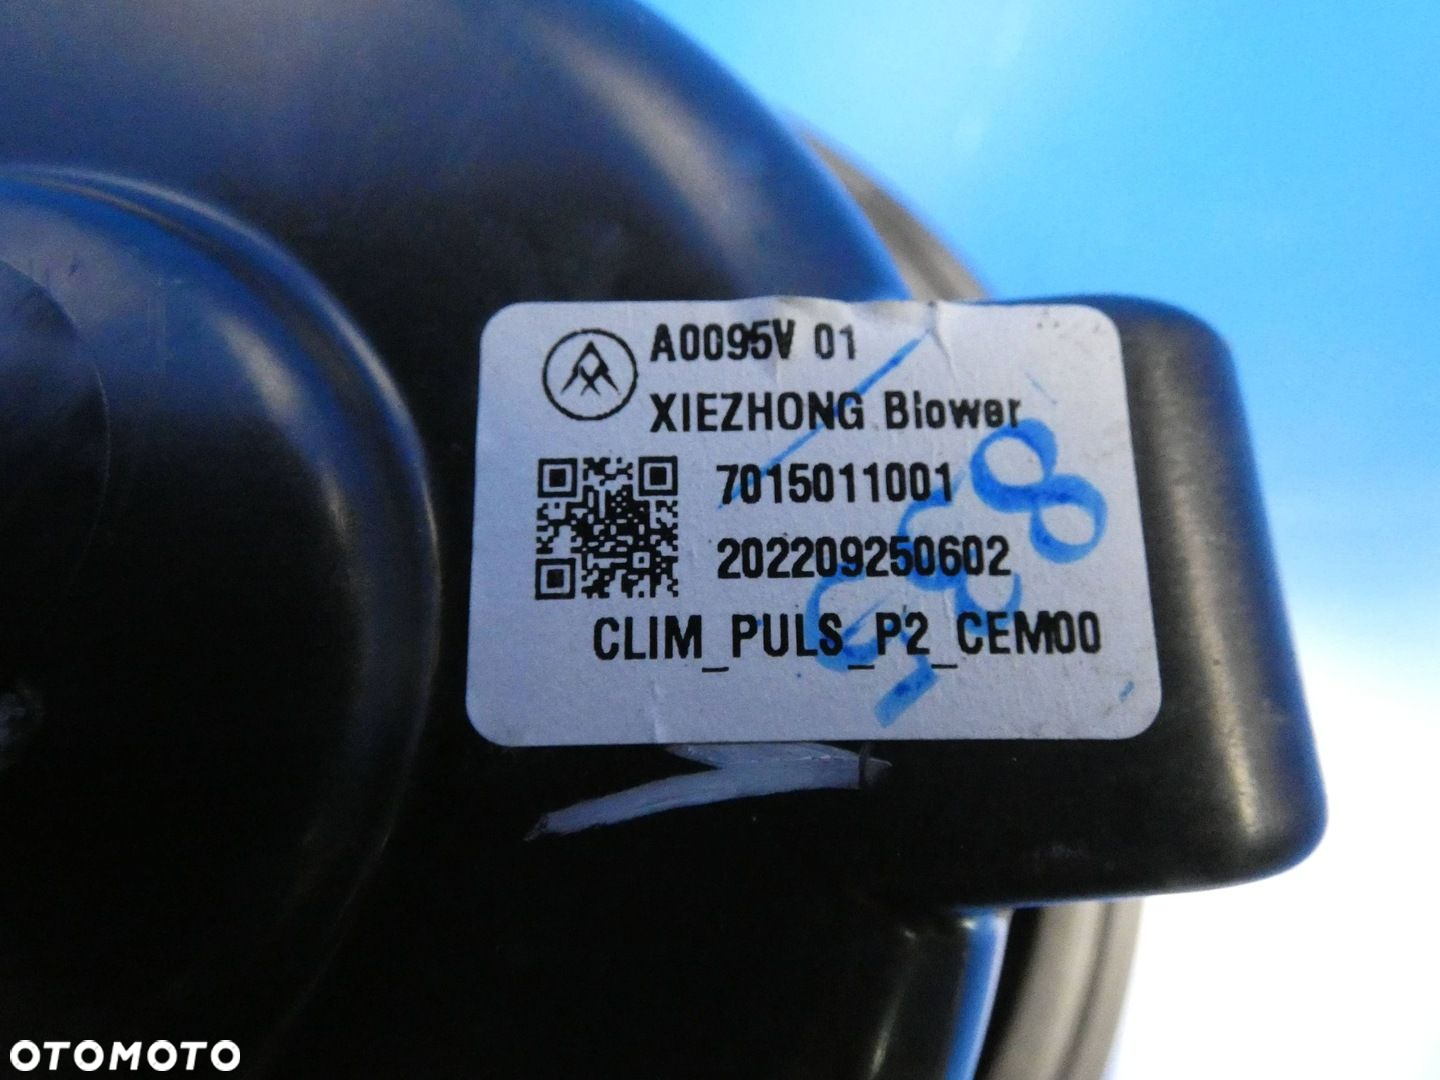 A0095V 01
XIEZHONG Blower
7015011001
202209250602
CLIM_PULS_P2_CEM00
OTOMOTO